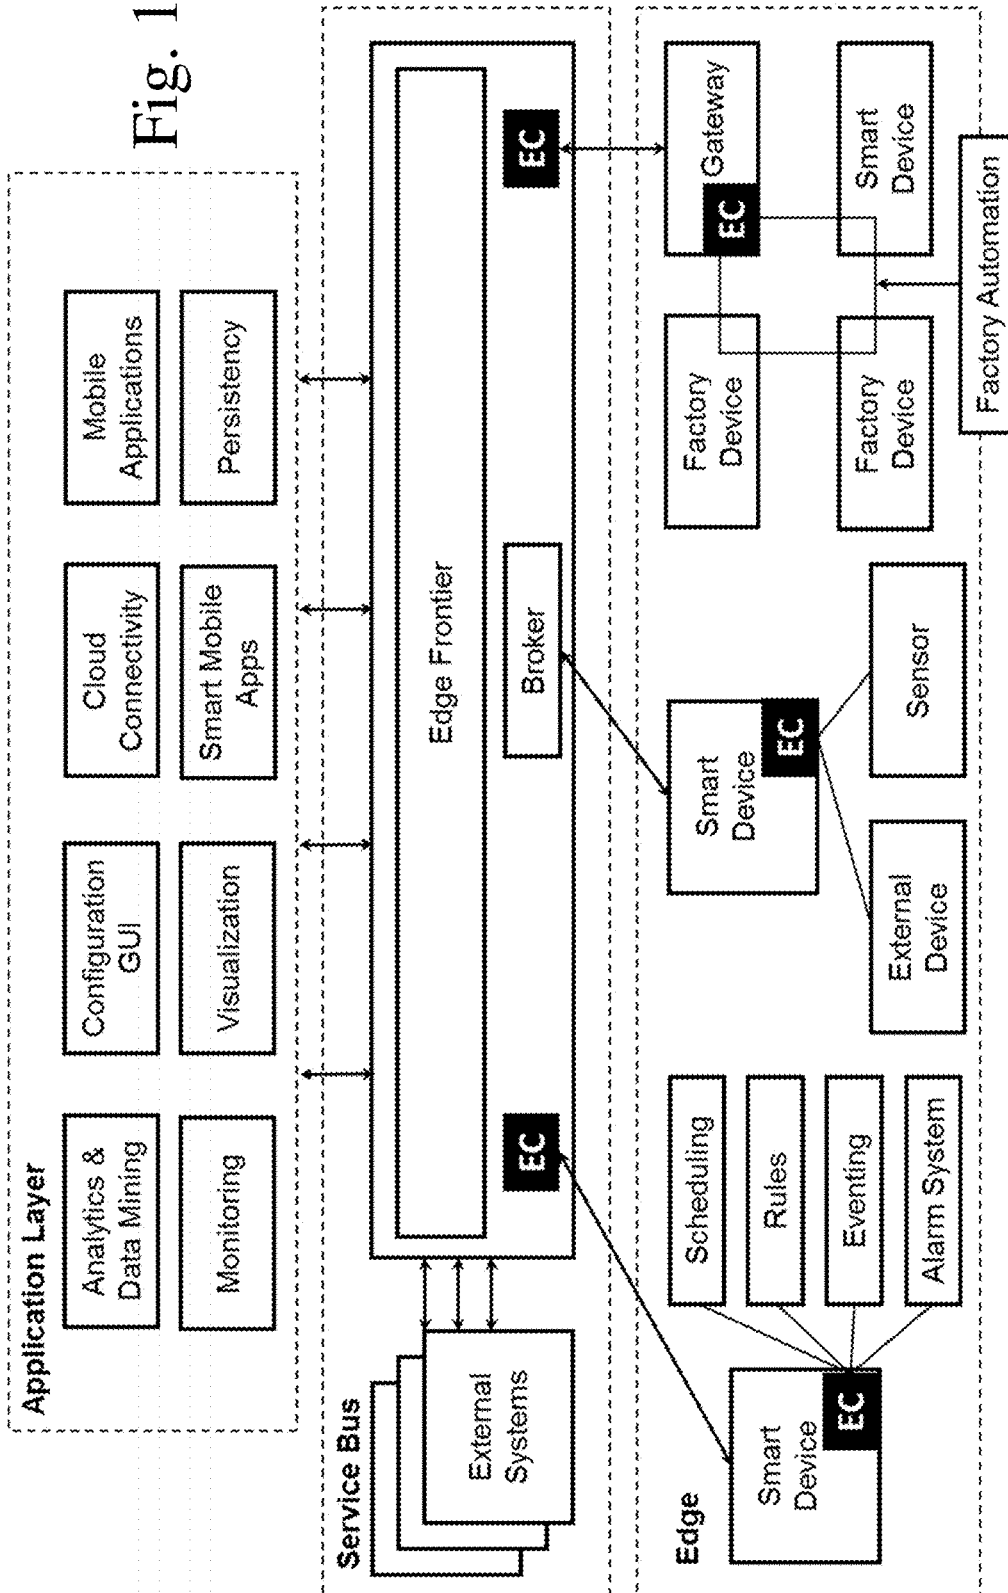 Fig. 1
Application Layer
Analytics &
Data Mining
Configuration
GUI
Cloud
Connectivity
Mobile
Applications
Monitoring
Visualization
Smart Mobile
Apps
Persistency
Service Bus
External
Systems
Edge Frontier
EC
Broker
EC
Edge
Smart
Device
EC
Scheduling
Rules
Eventing
Alarm System
Smart
Device
EC
External
Device
Sensor
Factory
Device
Gateway
EC
Factory
Device
Smart
Device
Factory Automation